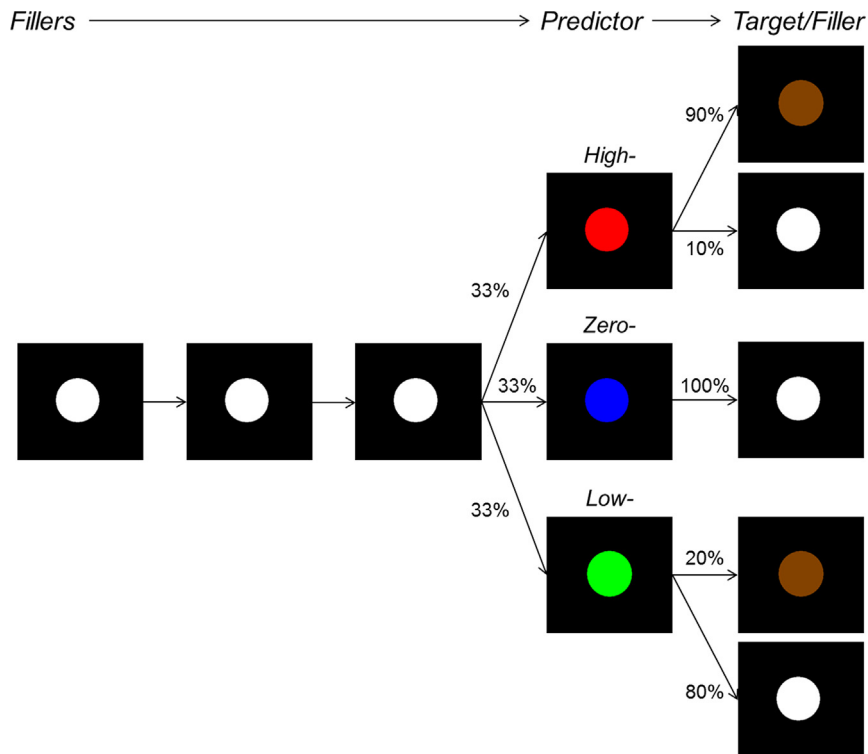 Fillers Predictor Target/Filler
90%
High-
10%
33%
Zero-
33% 100%
Low-
33%
20%
80%